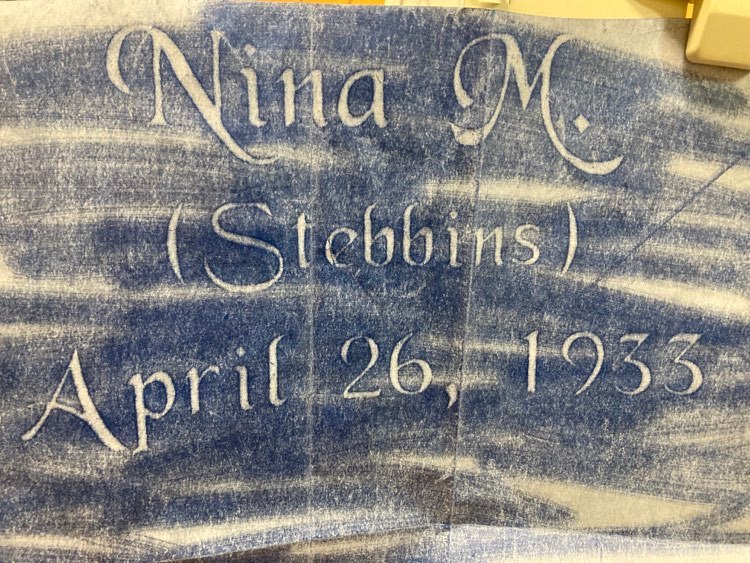 Nina M.
(Stebbins)
April 26, 1933